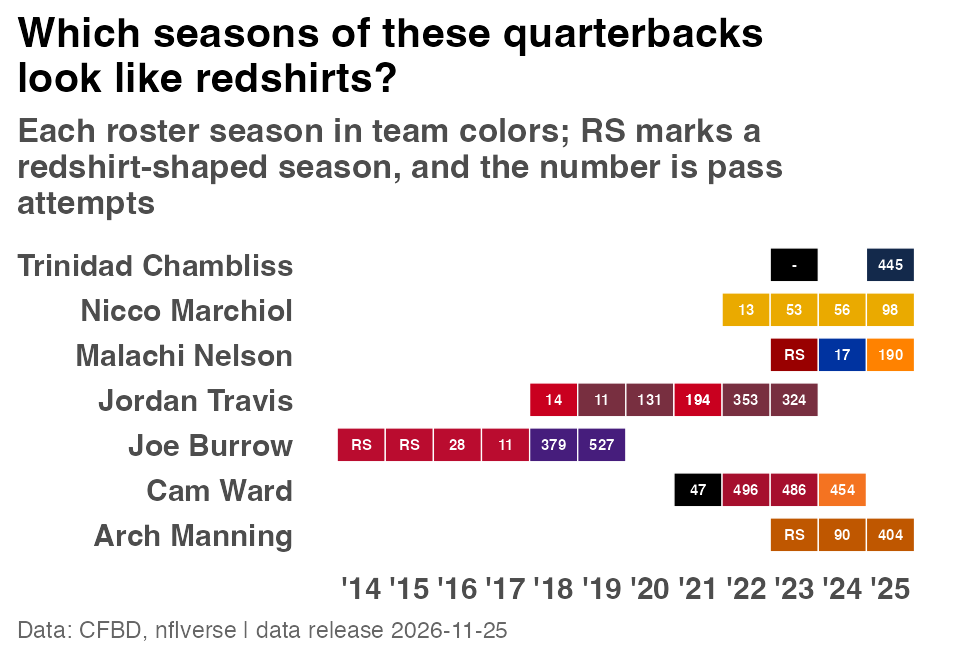 Which seasons of these quarterbacks
look like redshirts?
Each roster season in team colors; RS marks a
redshirt-shaped season, and the number is pass
attempts
Trinidad Chambliss - 445
Nicco Marchiol 13 53 56 98
Malachi Nelson RS 17 190
Jordan Travis 14 11 131 194 353 324
Joe Burrow RS RS 28 11 379 527
Cam Ward 47 496 486 454
Arch Manning RS 90 404
'14 '15 '16 '17 '18 '19 '20 '21 '22 '23 '24 '25
Data: CFBD, nflverse | data release 2026-11-25